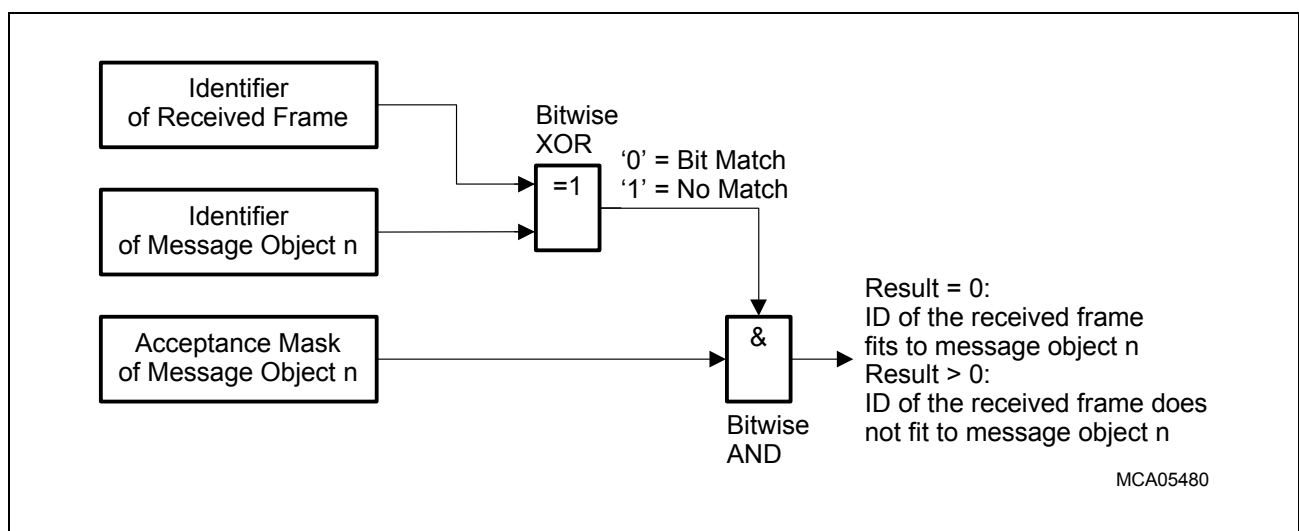 Identifier
of Received Frame
Bitwise
XOR
‘0’ = Bit Match
‘1’ = No Match
=1
Identifier
of Message Object n
Acceptance Mask
of Message Object n
&
Bitwise
AND
Result = 0:
ID of the received frame
fits to message object n
Result > 0:
ID of the received frame does
not fit to message object n
MCA05480